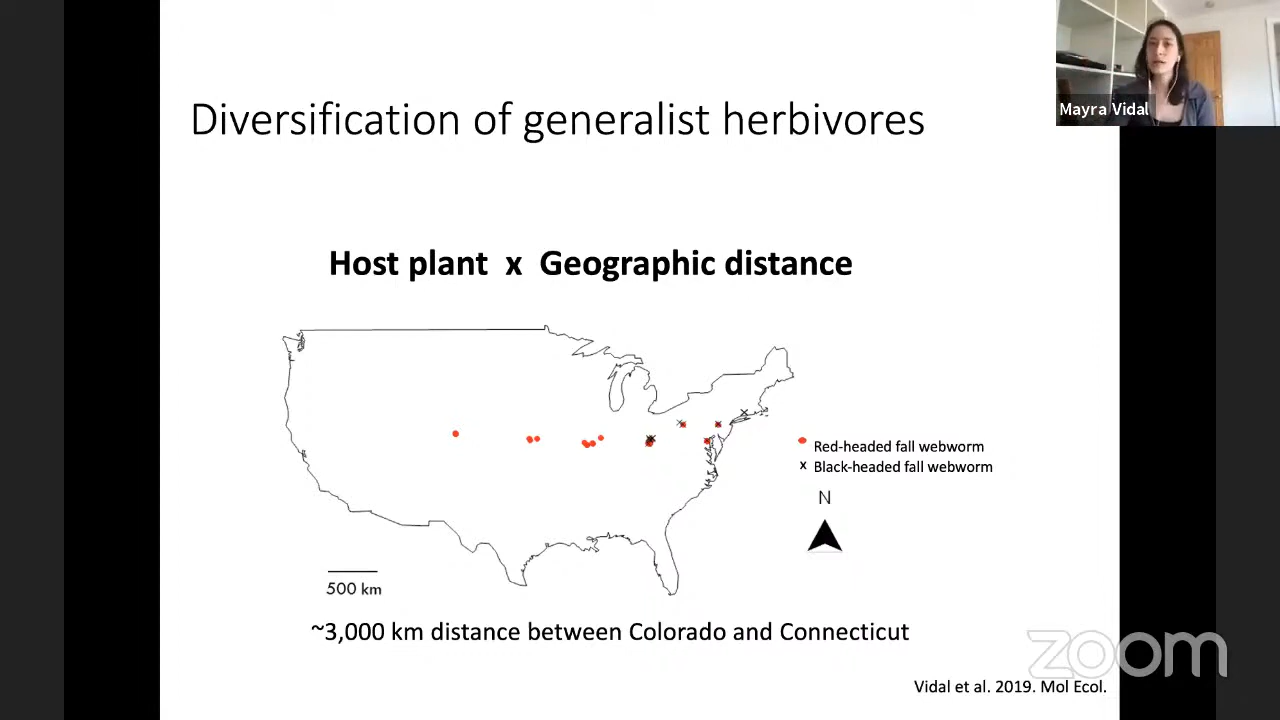 Diversification of generalist herbivores
Mayra Vidal
Host plant x Geographic distance
Red-headed fall webworm
x Black-headed fall webworm
N
500 km
~3,000 km distance between Colorado and Connecticut
zoom
Vidal et al. 2019. Mol Ecol.